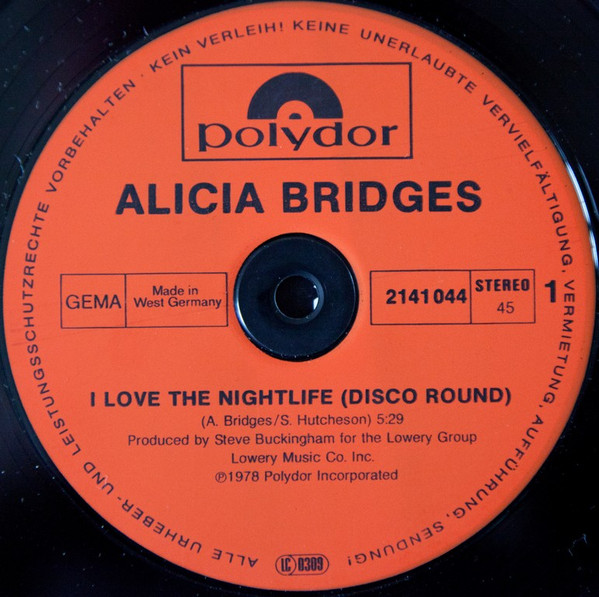 ALLE URHEBER- UND LEISTUNGSSCHUTZRECHTE VORBEHALTEN · KEIN VERLEIH! KEINE UNERLAUBTE VERVIELFÄLTIGUNG, VERMIETUNG, AUFFÜHRUNG, SENDUNG!
polydor
ALICIA BRIDGES
GEMA
Made in
West Germany
2141 044
STEREO
45
1
I LOVE THE NIGHTLIFE (DISCO ROUND)
(A. Bridges/S. Hutcheson) 5:29
Produced by Steve Buckingham for the Lowery Group
Lowery Music Co. Inc.
℗1978 Polydor Incorporated
LC 0309